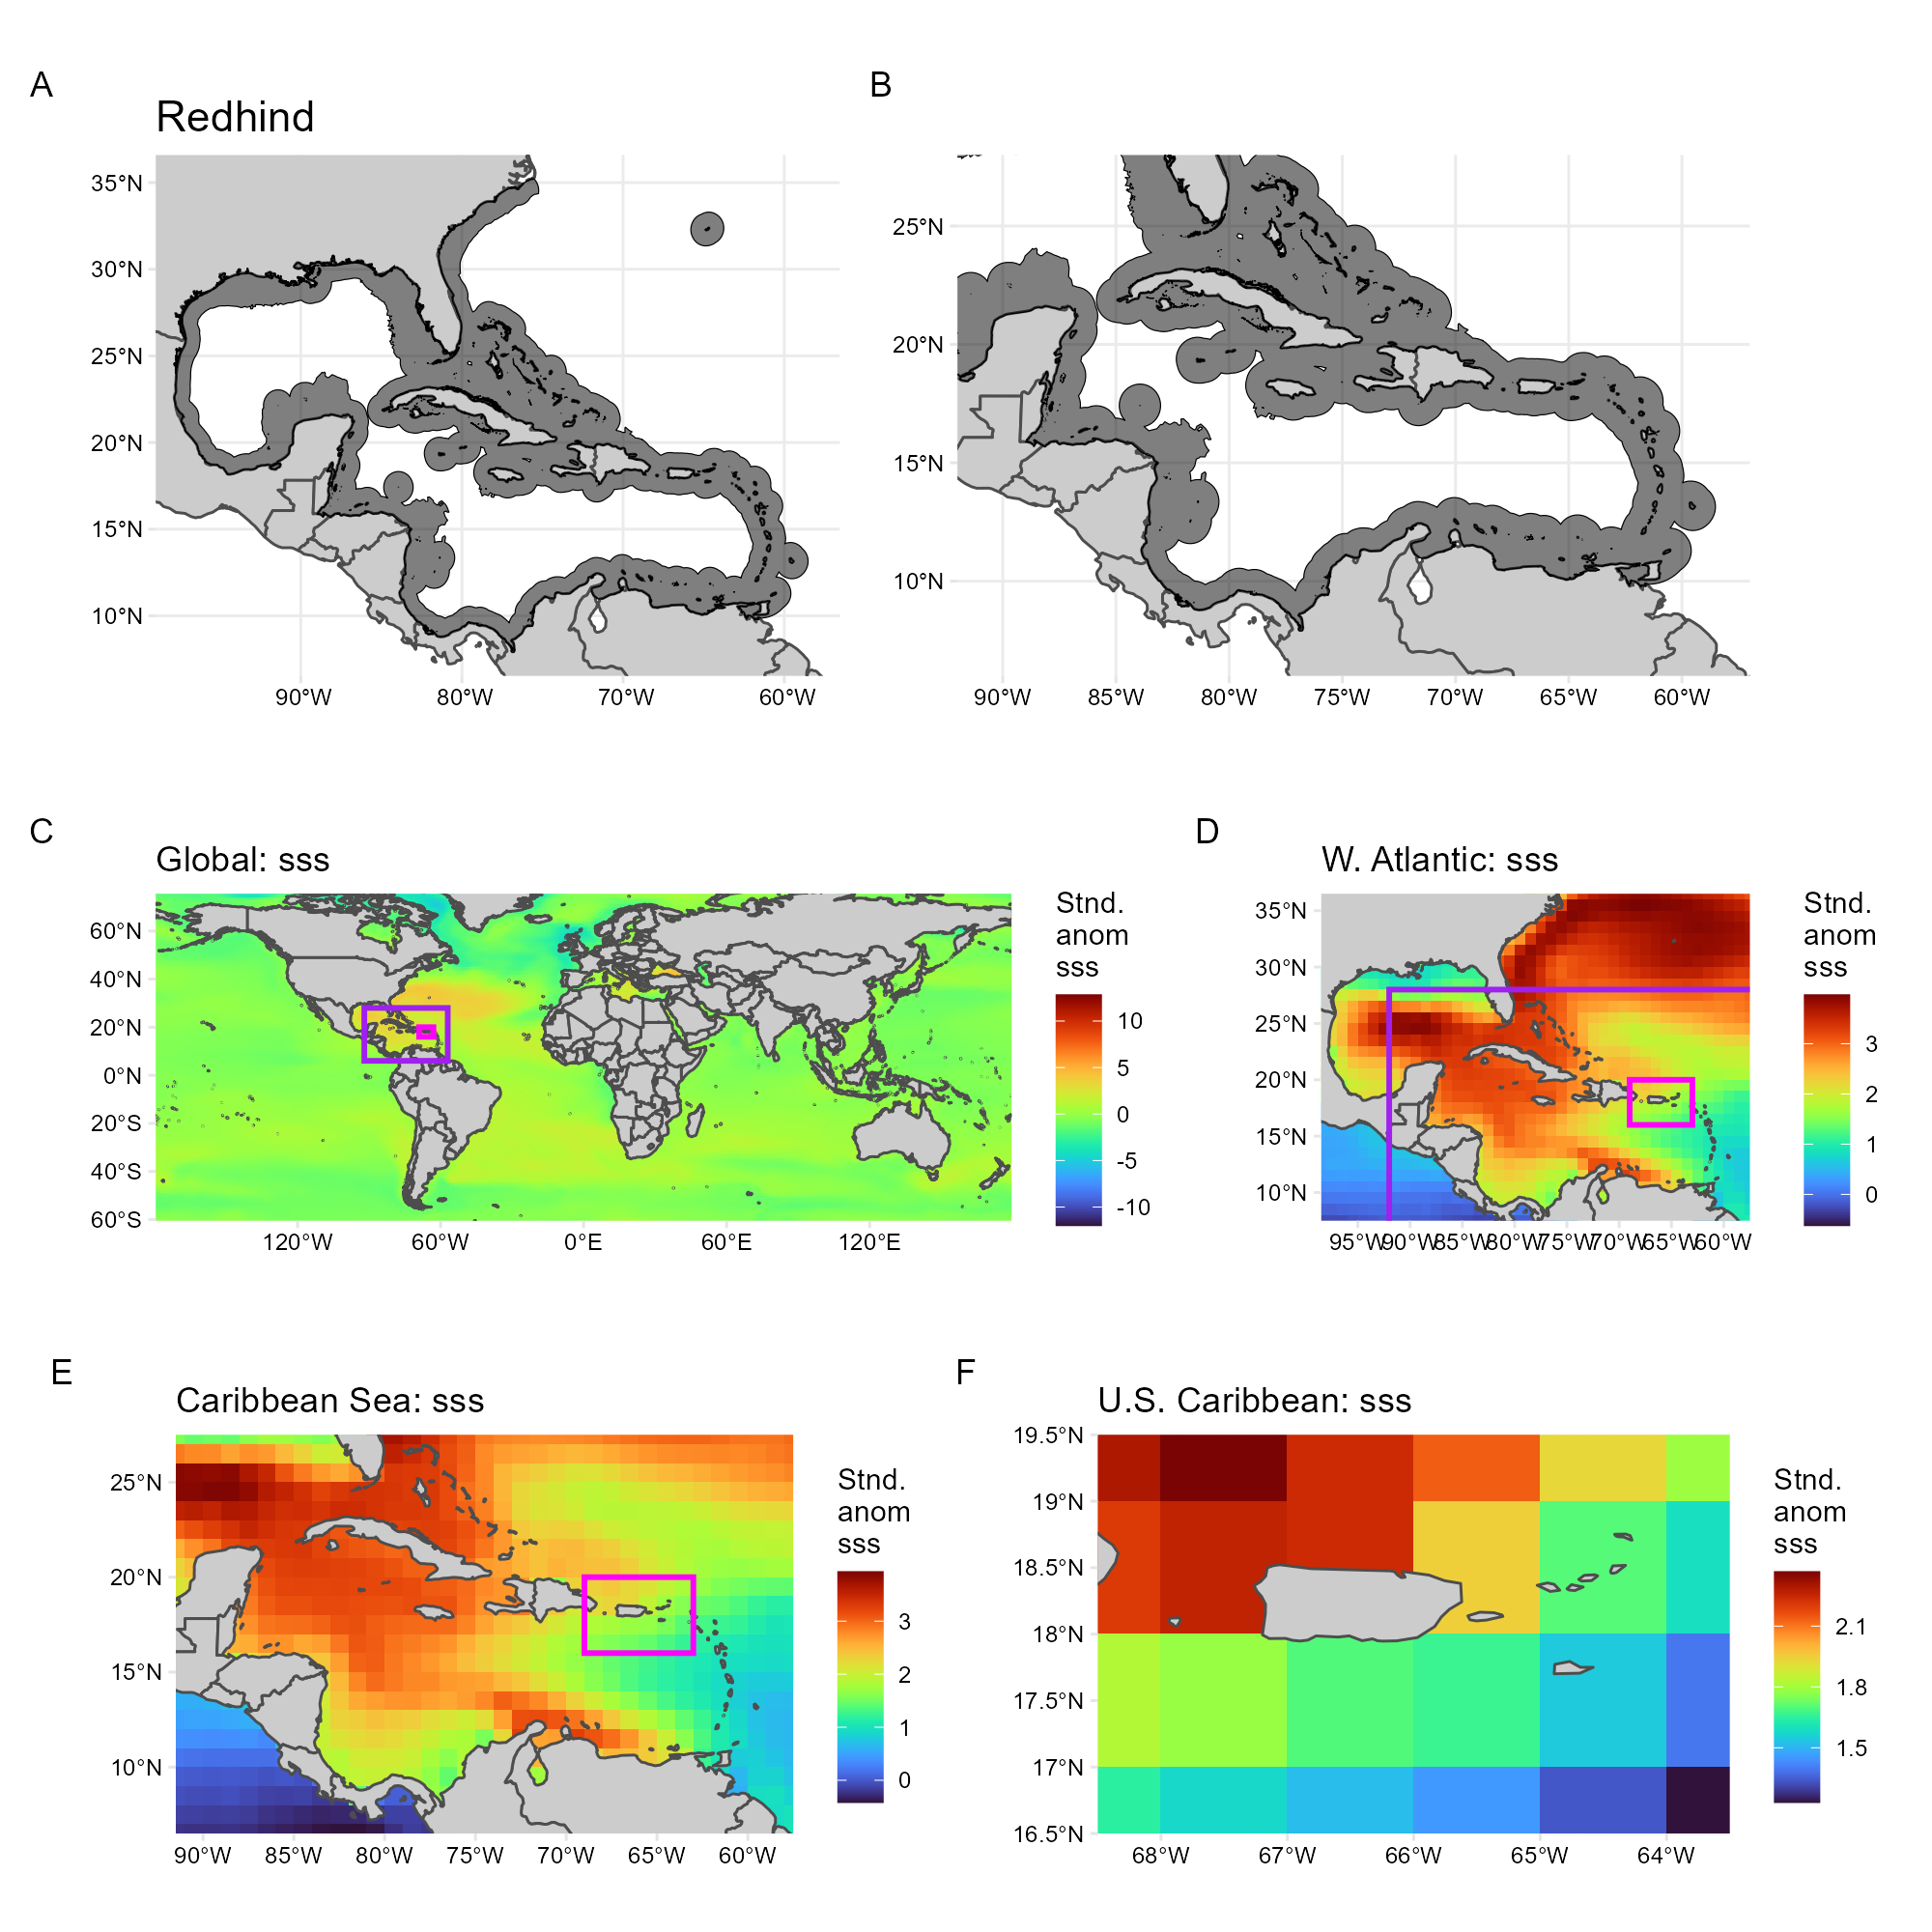 A
B
Redhind
35°N
30°N
25°N
20°N
15°N
10°N
90°W 80°W 70°W 60°W
25°N
20°N
15°N
10°N
90°W 85°W 80°W 75°W 70°W 65°W 60°W
C
Global: sss
60°N
40°N
20°N
0°N
20°S
40°S
60°S
120°W 60°W 0°E 60°E 120°E
Stnd.
anom
sss
10
5
0
-5
-10
D
W. Atlantic: sss
35°N
30°N
25°N
20°N
15°N
10°N
95°W 90°W 85°W 80°W 75°W 70°W 65°W 60°W
Stnd.
anom
sss
3
2
1
0
E
Caribbean Sea: sss
25°N
20°N
15°N
10°N
90°W 85°W 80°W 75°W 70°W 65°W 60°W
Stnd.
anom
sss
3
2
1
0
F
U.S. Caribbean: sss
19.5°N
19°N
18.5°N
18°N
17.5°N
17°N
16.5°N
68°W 67°W 66°W 65°W 64°W
Stnd.
anom
sss
2.1
1.8
1.5